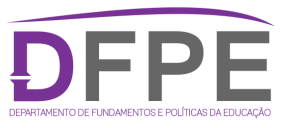 DFPE
DEPARTAMENTO DE FUNDAMENTOS E POLÍTICAS DA EDUCAÇÃO